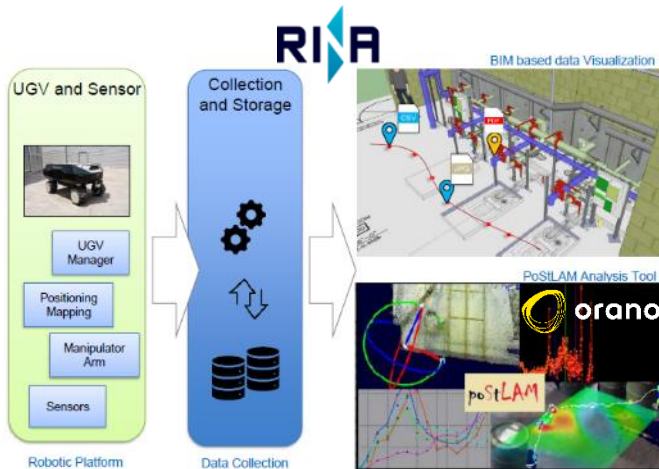 RINA
UGV and Sensor
UGV
Manager
Positioning
Mapping
Manipulator
Arm
Sensors
Robotic Platform
Collection
and Storage
Data Collection
BIM based data Visualization
CSV
PDF
PoStLAM Analysis Tool
orano
poStLAM